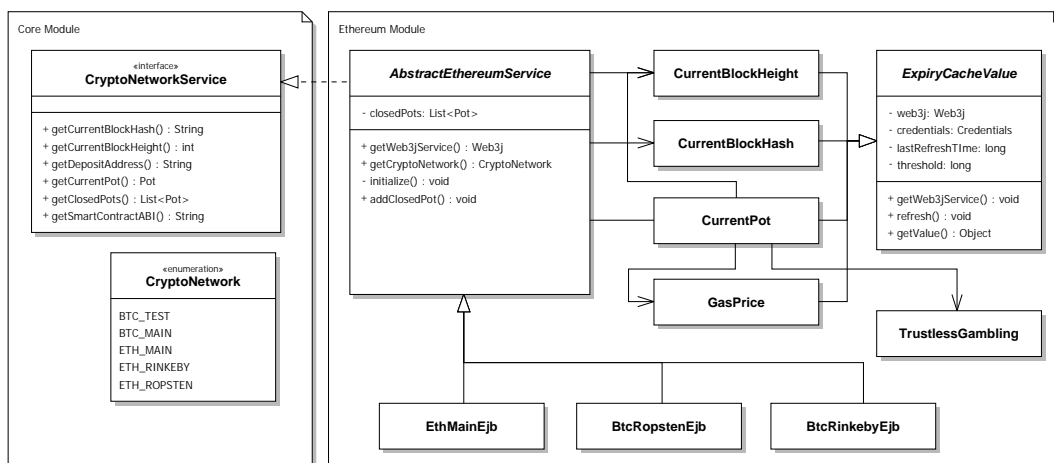 Core Module
«interface»
CryptoNetworkService
+ getCurrentBlockHash() : String
+ getCurrentBlockHeight() : int
+ getDepositAddress() : String
+ getCurrentPot() : Pot
+ getClosedPots() : List<Pot>
+ getSmartContractABI() : String
«enumeration»
CryptoNetwork
BTC_TEST
BTC_MAIN
ETH_MAIN
ETH_RINKEBY
ETH_ROPSTEN
Ethereum Module
AbstractEthereumService
- closedPots: List<Pot>
+ getWeb3jService() : Web3j
+ getCryptoNetwork() : CryptoNetwork
- initialize() : void
+ addClosedPot() : void
CurrentBlockHeight
CurrentBlockHash
CurrentPot
GasPrice
ExpiryCacheValue
- web3j: Web3j
- credentials: Credentials
- lastRefreshTIme: long
- threshold: long
+ getWeb3jService() : void
+ refresh() : void
+ getValue() : Object
TrustlessGambling
EthMainEjb
BtcRopstenEjb
BtcRinkebyEjb